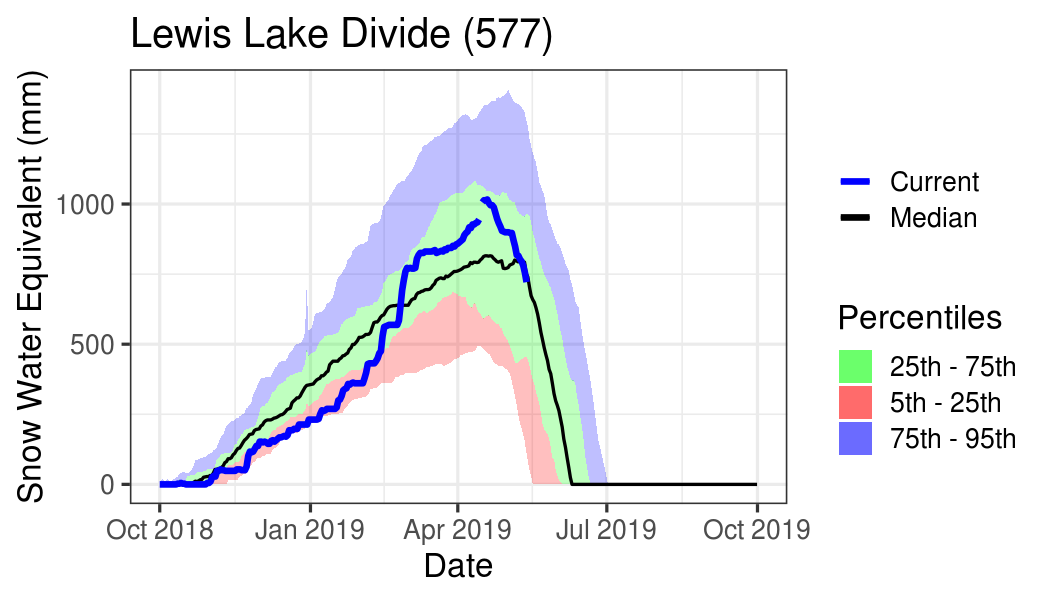 Lewis Lake Divide (577)
Snow Water Equivalent (mm)
1000
500
0
Oct 2018
Jan 2019
Apr 2019
Jul 2019
Oct 2019
Date
Current
Median
Percentiles
25th - 75th
5th - 25th
75th - 95th